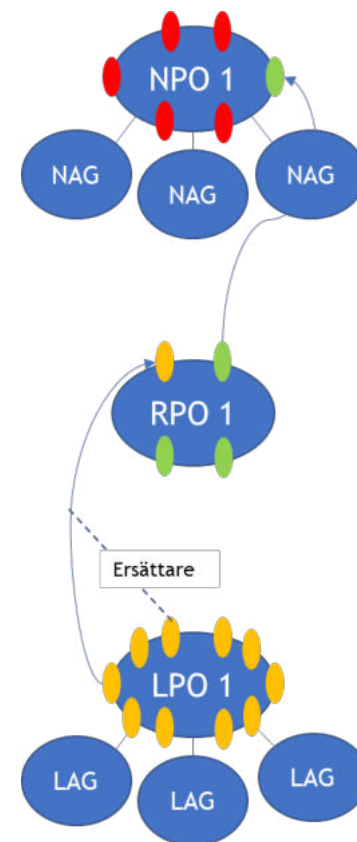 NPO 1
NAG
NAG
NAG
RPO 1
Ersättare
LPO 1
LAG
LAG
LAG